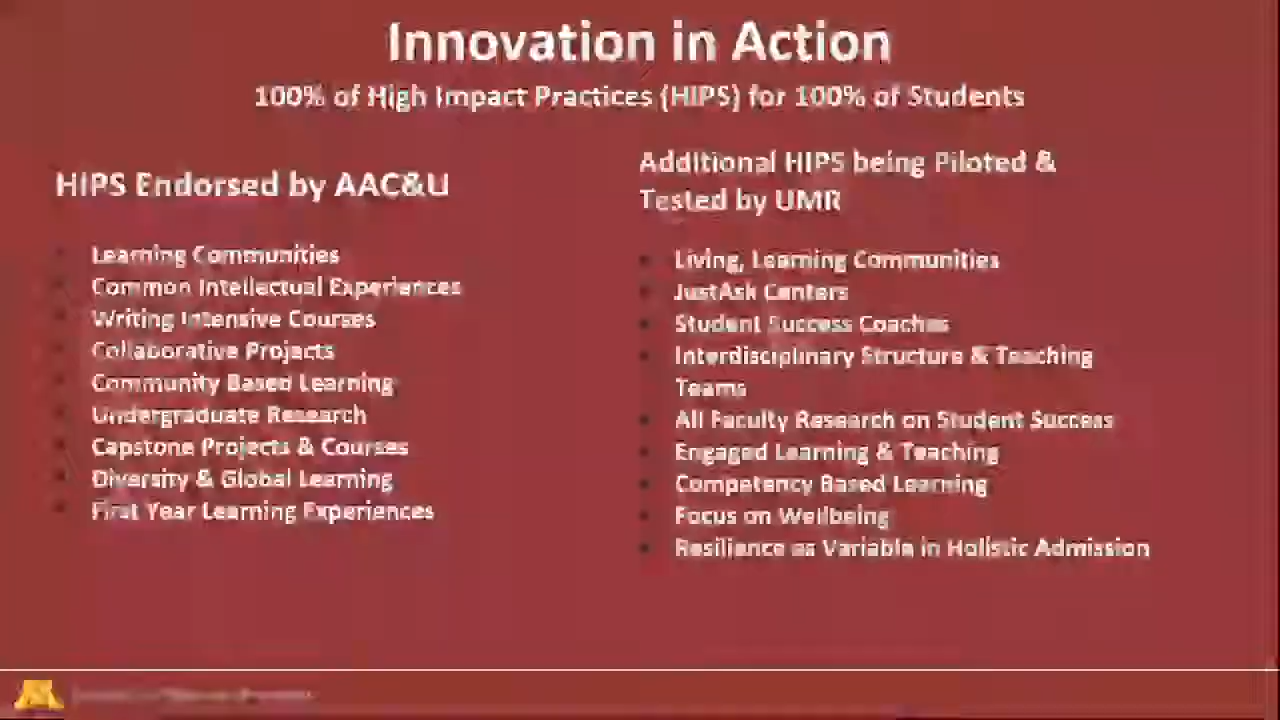 Innovation in Action
100% of High Impact Practices (HIPS) for 100% of Students
HIPS Endorsed by AAC&U
Learning Communities
Common Intellectual Experiences
Writing Intensive Courses
Collaborative Projects
Community Based Learning
Undergraduate Research
Capstone Projects & Courses
Diversity & Global Learning
First Year Learning Experiences
Additional HIPS being Piloted &
Tested by UMR
Living, Learning Communities
JustAsk Centers
Student Success Coaches
Interdisciplinary Structure & Teaching
Teams
All Faculty Research on Student Success
Engaged Learning & Teaching
Competency Based Learning
Focus on Wellbeing
Resilience as Variable in Holistic Admission